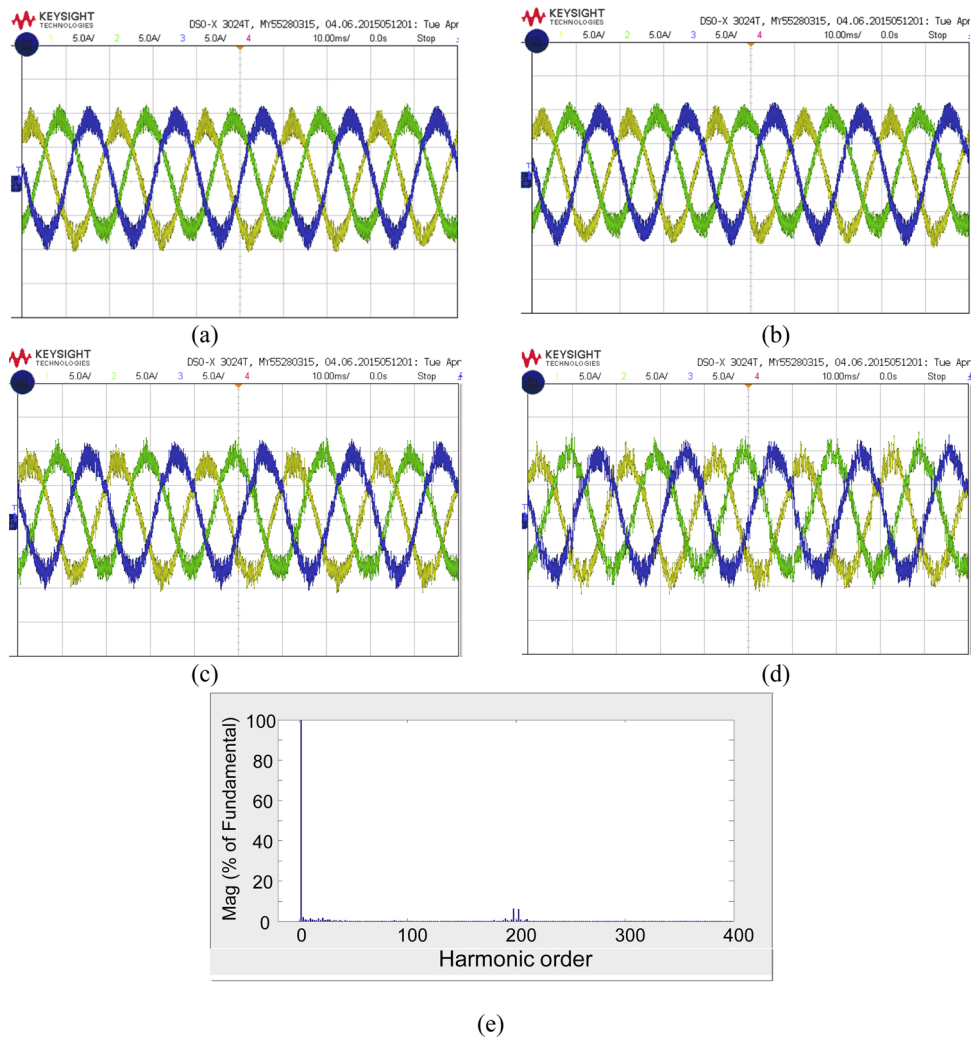 KEYSIGHT
TECHNOLOGIES
DSO-X 3024T, MY55280315, 04.06.2015051201: Tue Apr
1 5.0A/ 2 5.0A/ 3 5.0A/ 4 10.00ms/ 0.0s Stop
(a)
KEYSIGHT
TECHNOLOGIES
DSO-X 3024T, MY55280315, 04.06.2015051201: Tue Apr
1 5.0A/ 2 5.0A/ 3 5.0A/ 4 10.00ms/ 0.0s Stop
(b)
KEYSIGHT
TECHNOLOGIES
DSO-X 3024T, MY55280315, 04.06.2015051201: Tue Apr
1 5.0A/ 2 5.0A/ 3 5.0A/ 4 10.00ms/ 0.0s Stop
(c)
KEYSIGHT
TECHNOLOGIES
DSO-X 3024T, MY55280315, 04.06.2015051201: Tue Apr
1 5.0A/ 2 5.0A/ 3 5.0A/ 4 10.00ms/ 0.0s Stop
(d)
Mag (% of Fundamental)
100
80
60
40
20
0
0 100 200 300 400
Harmonic order
(e)